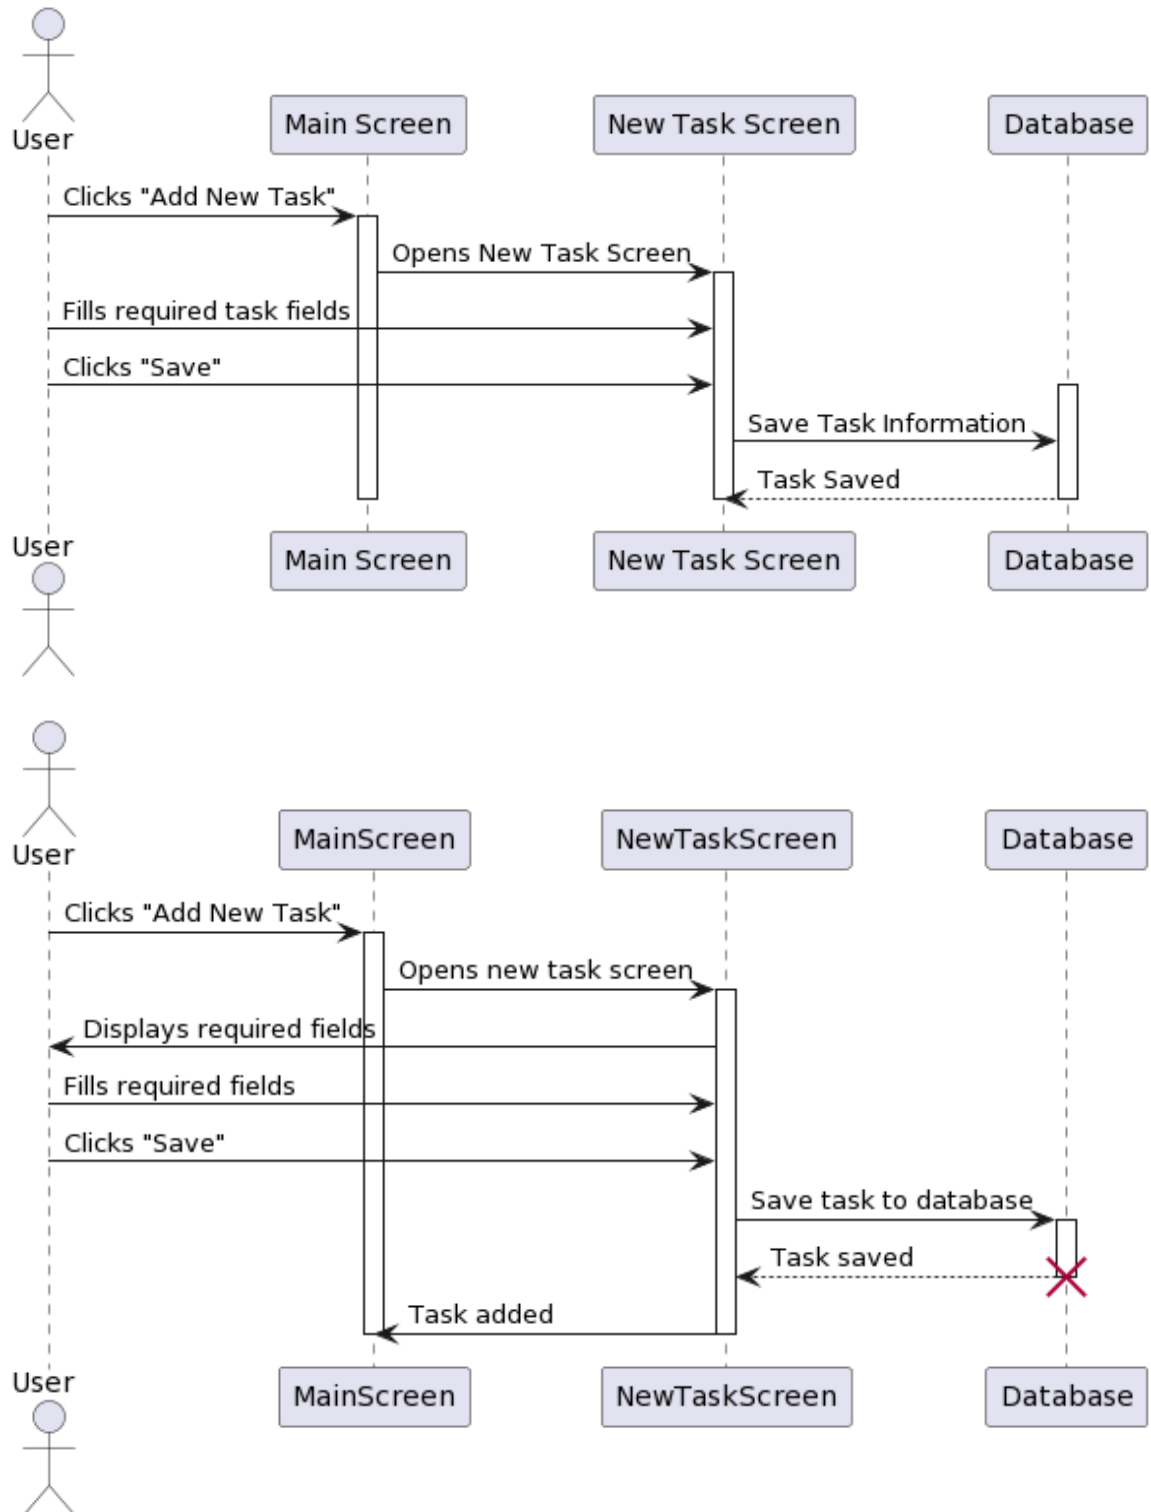 User
Main Screen
New Task Screen
Database
Clicks "Add New Task"
Opens New Task Screen
Fills required task fields
Clicks "Save"
Save Task Information
Task Saved
User
Main Screen
New Task Screen
Database
User
MainScreen
NewTaskScreen
Database
Clicks "Add New Task"
Opens new task screen
Displays required fields
Fills required fields
Clicks "Save"
Save task to database
Task saved
Task added
User
MainScreen
NewTaskScreen
Database